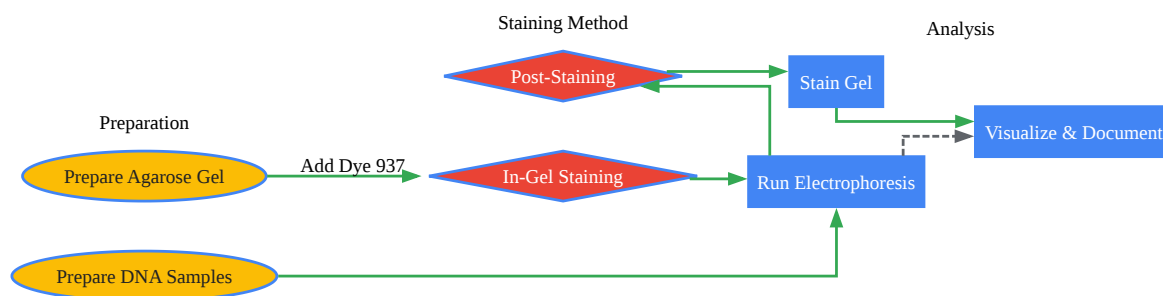 Staining Method
Analysis
Post-Staining
Stain Gel
Preparation
Visualize & Document
Prepare Agarose Gel
Add Dye 937
In-Gel Staining
Run Electrophoresis
Prepare DNA Samples